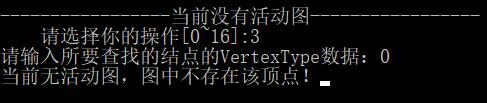 -----------------当前没有活动图-----------------
请选择你的操作[0~16]:3
请输入所要查找的结点的VertexType数据：0
当前无活动图，图中不存在该顶点！